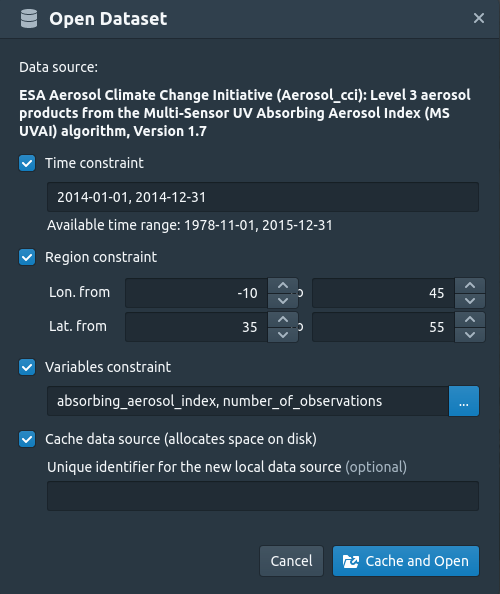 Open Dataset
Data source:
ESA Aerosol Climate Change Initiative (Aerosol_cci): Level 3 aerosol
products from the Multi-Sensor UV Absorbing Aerosol Index (MS
UVAI) algorithm, Version 1.7
Time constraint
2014-01-01, 2014-12-31
Available time range: 1978-11-01, 2015-12-31
Region constraint
Lon. from -10 45
Lat. from 35 55
Variables constraint
absorbing_aerosol_index, number_of_observations ...
Cache data source (allocates space on disk)
Unique identifier for the new local data source (optional)
Cancel Cache and Open